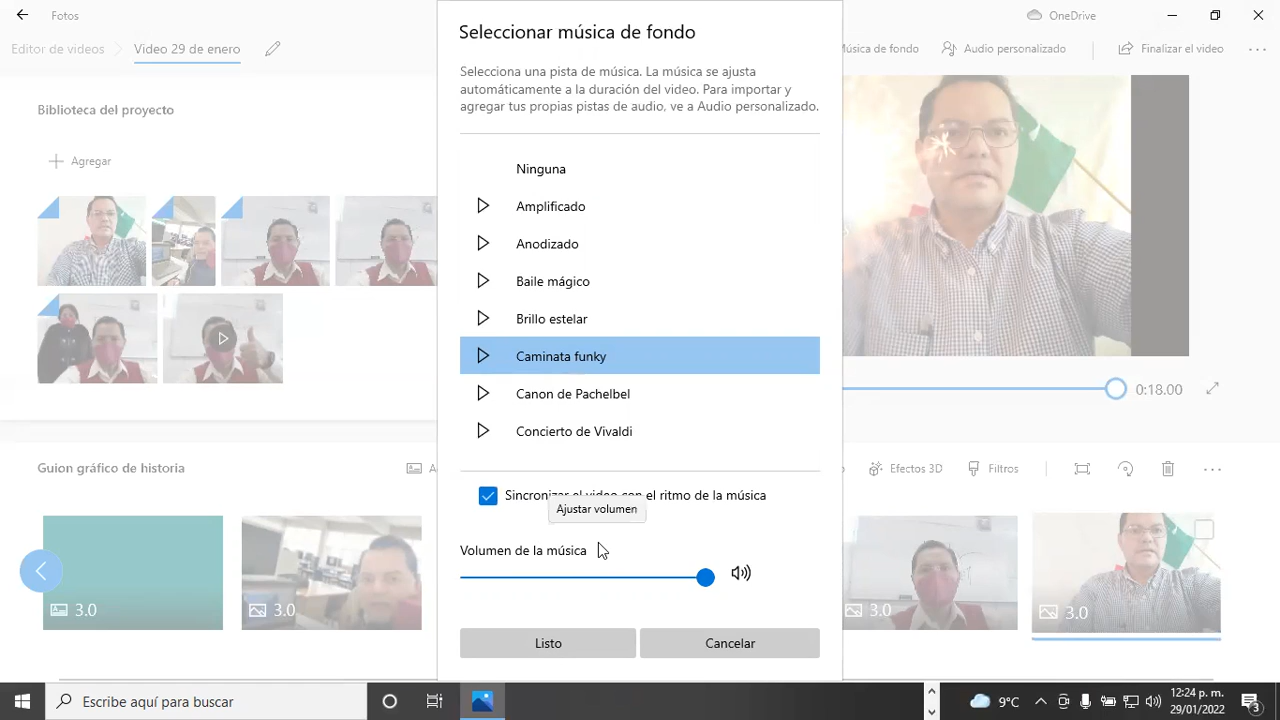 Fotos
OneDrive
Editor de videos
Video 29 de enero
Música de fondo
Audio personalizado
Finalizar el video
Biblioteca del proyecto
Agregar
Seleccionar música de fondo
Selecciona una pista de música. La música se ajusta
automáticamente a la duración del video. Para importar y
agregar tus propias pistas de audio, ve a Audio personalizado.
Ninguna
Amplificado
Anodizado
Baile mágico
Brillo estelar
Caminata funky
Canon de Pachelbel
Concierto de Vivaldi
Sincronizar el video con el ritmo de la música
Ajustar volumen
Volumen de la música
Listo
Cancelar
0:18.00
Guion gráfico de historia
Efectos 3D
Filtros
3.0
3.0
3.0
3.0
Escribe aquí para buscar
9°C
12:24 p. m.
29/01/2022
3